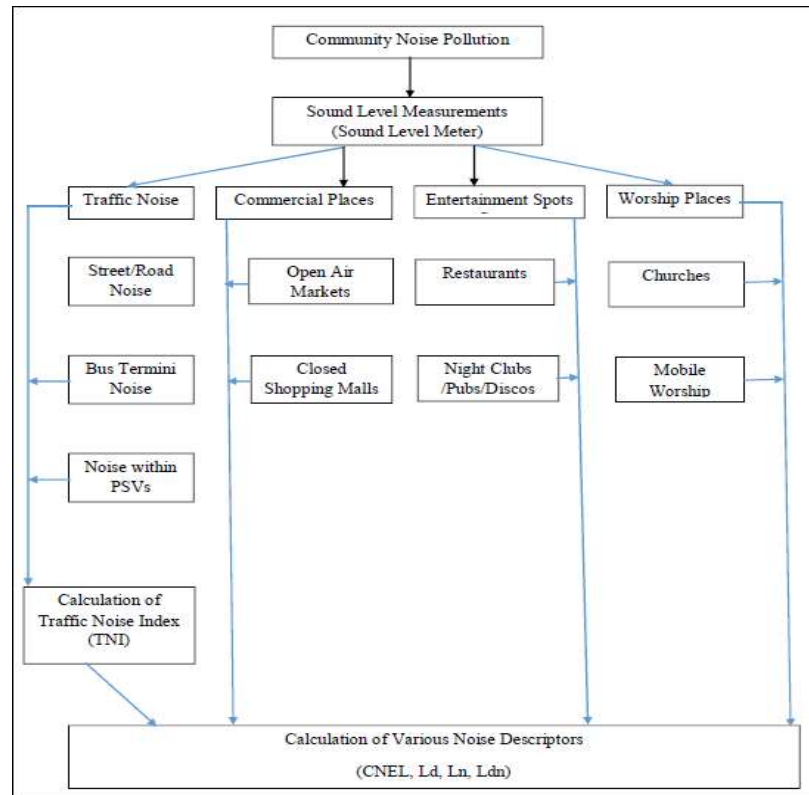 Community Noise Pollution
Sound Level Measurements
(Sound Level Meter)
Traffic Noise
Commercial Places
Entertainment Spots
Worship Places
Street/Road
Noise
Open Air
Markets
Restaurants
Churches
Bus Termini
Noise
Closed
Shopping Malls
Night Clubs
/Pubs/Discos
Mobile
Worship
Noise within
PSVs
Calculation of
Traffic Noise Index
(TNI)
Calculation of Various Noise Descriptors
(CNEL, Ld, Ln, Ldn)